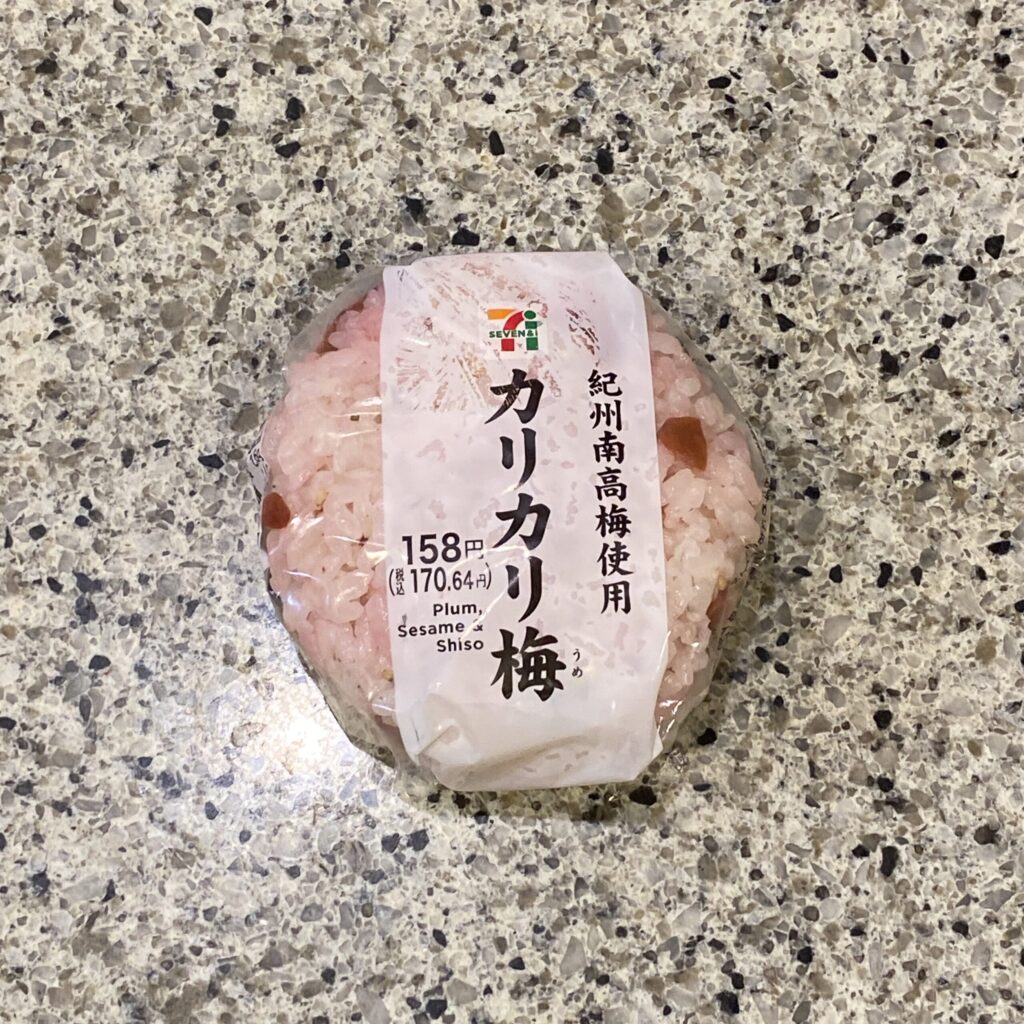 SEVEN&i
紀州南高梅使用
カリカリ梅
うめ
158円
(税込170.64円)
Plum,
Sesame &
Shiso